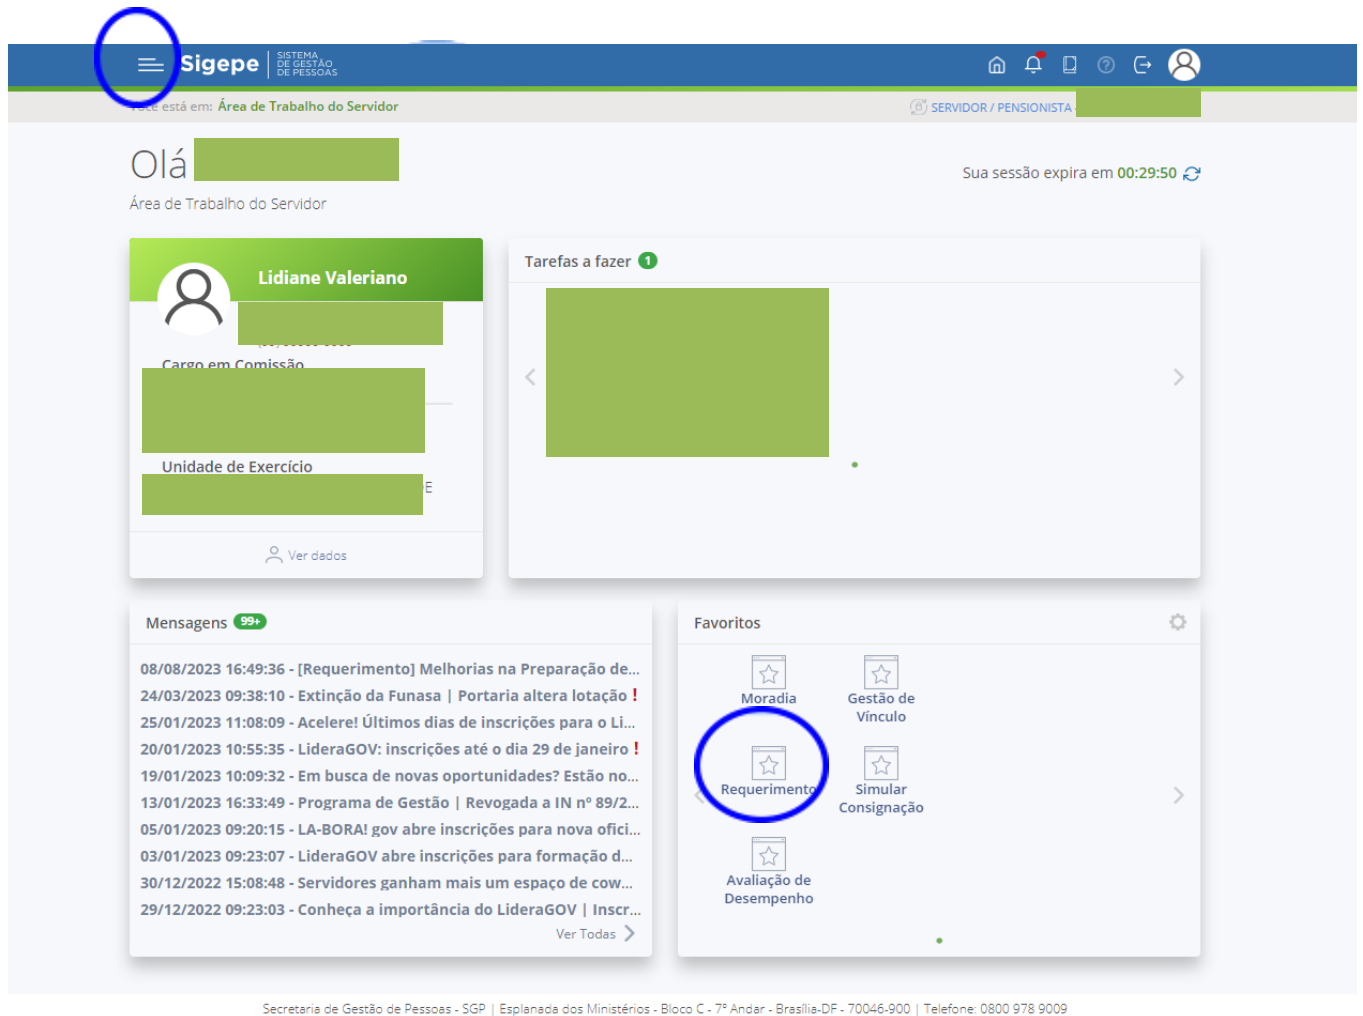 Sigepe SISTEMA DE GESTÃO DE PESSOAS
Você está em: Área de Trabalho do Servidor
SERVIDOR / PENSIONISTA -
Olá
Sua sessão expira em 00:29:50
Área de Trabalho do Servidor
Lidiane Valeriano
Cargo em Comissão
Unidade de Exercício
Ver dados
Tarefas a fazer 1
Mensagens 99+
08/08/2023 16:49:36 - [Requerimento] Melhorias na Preparação de...
24/03/2023 09:38:10 - Extinção da Funasa | Portaria altera lotação !
25/01/2023 11:08:09 - Acelere! Últimos dias de inscrições para o Li...
20/01/2023 10:55:35 - LideraGOV: inscrições até o dia 29 de janeiro !
19/01/2023 10:09:32 - Em busca de novas oportunidades? Estão no...
13/01/2023 16:33:49 - Programa de Gestão | Revogada a IN nº 89/2...
05/01/2023 09:20:15 - LA-BORA! gov abre inscrições para nova ofici...
03/01/2023 09:23:07 - LideraGOV abre inscrições para formação d...
30/12/2022 15:08:48 - Servidores ganham mais um espaço de cow...
29/12/2022 09:23:03 - Conheça a importância do LideraGOV | Inscr...
Ver Todas
Favoritos
Moradia
Gestão de
Vínculo
Requerimento
Simular
Consignação
Avaliação de
Desempenho
Secretaria de Gestão de Pessoas - SGP | Esplanada dos Ministérios - Bloco C - 7º Andar - Brasília-DF - 70046-900 | Telefone: 0800 978 9009